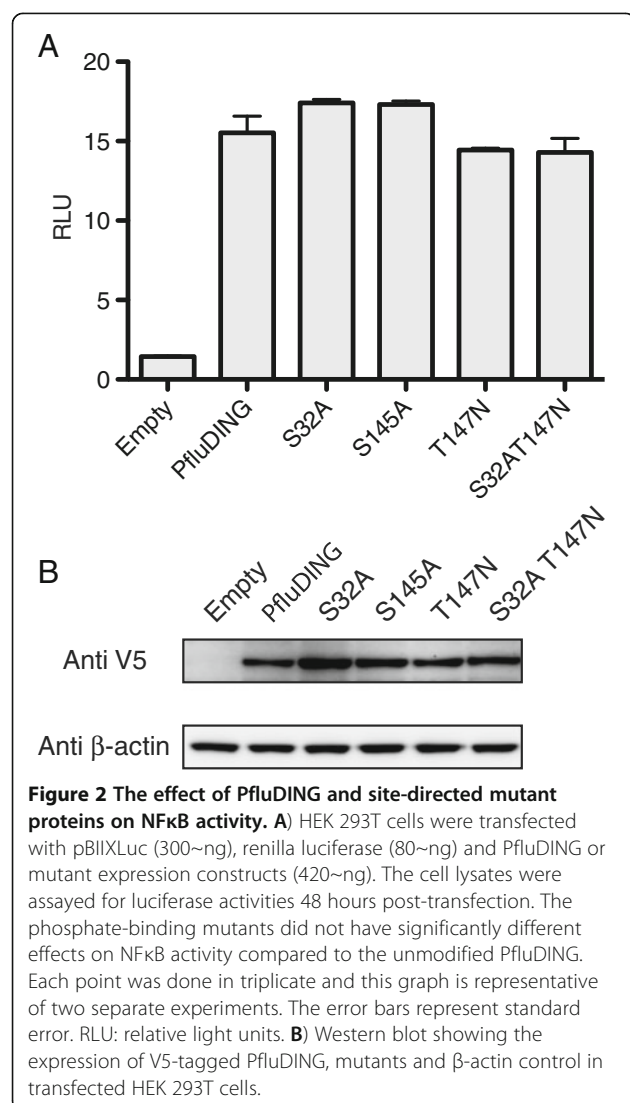 A
20
15
10
5
0
RLU
Empty
PfluDING
S32A
S145A
T147N
S32AT147N
B
Empty
PfluDING
S32A
S145A
T147N
S32A T147N
Anti V5
Anti β-actin
Figure 2 The effect of PfluDING and site-directed mutant
proteins on NFκB activity. A) HEK 293T cells were transfected
with pBIIXLuc (300~ng), renilla luciferase (80~ng) and PfluDING or
mutant expression constructs (420~ng). The cell lysates were
assayed for luciferase activities 48 hours post-transfection. The
phosphate-binding mutants did not have significantly different
effects on NFκB activity compared to the unmodified PfluDING.
Each point was done in triplicate and this graph is representative
of two separate experiments. The error bars represent standard
error. RLU: relative light units. B) Western blot showing the
expression of V5-tagged PfluDING, mutants and β-actin control in
transfected HEK 293T cells.